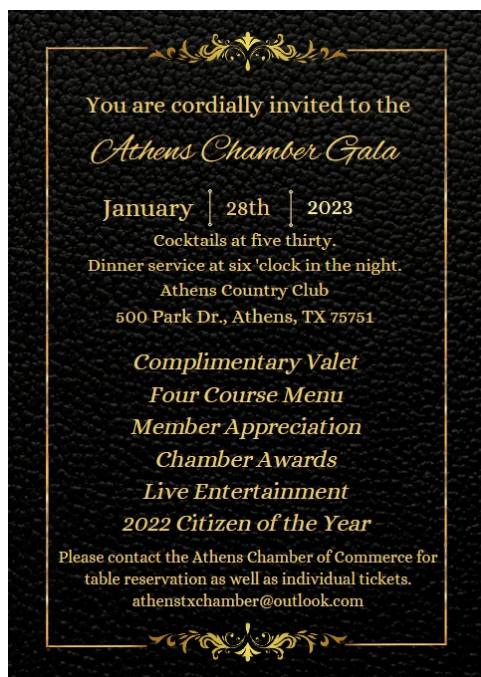 You are cordially invited to the
Athens Chamber Gala
January 28th 2023
Cocktails at five thirty.
Dinner service at six 'clock in the night.
Athens Country Club
500 Park Dr., Athens, TX 75751
Complimentary Valet
Four Course Menu
Member Appreciation
Chamber Awards
Live Entertainment
2022 Citizen of the Year
Please contact the Athens Chamber of Commerce for
table reservation as well as individual tickets.
athenstxchamber@outlook.com